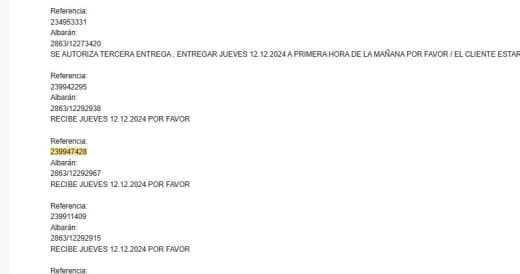 Referencia:
234953331
Albarán:
2863/12273420
SE AUTORIZA TERCERA ENTREGA , ENTREGAR JUEVES 12.12.2024 A PRIMERA HORA DE LA MAÑANA POR FAVOR / EL CLIENTE ESTAR
Referencia:
239942295
Albarán:
2863/12292938
RECIBE JUEVES 12.12.2024 POR FAVOR
Referencia:
239947428
Albarán:
2863/12292967
RECIBE JUEVES 12.12.2024 POR FAVOR
Referencia:
239911409
Albarán:
2863/12292915
RECIBE JUEVES 12.12.2024 POR FAVOR
Referencia: